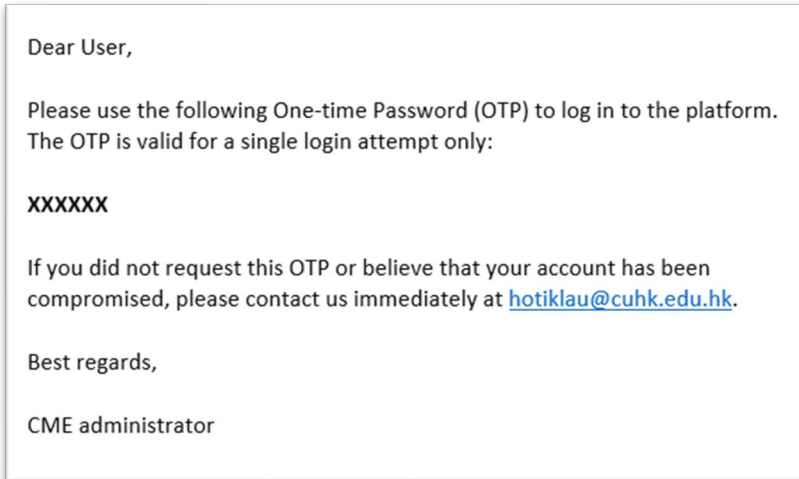 Dear User,
Please use the following One-time Password (OTP) to log in to the platform.
The OTP is valid for a single login attempt only:
XXXXXX
If you did not request this OTP or believe that your account has been
compromised, please contact us immediately at hotiklau@cuhk.edu.hk.
Best regards,
CME administrator